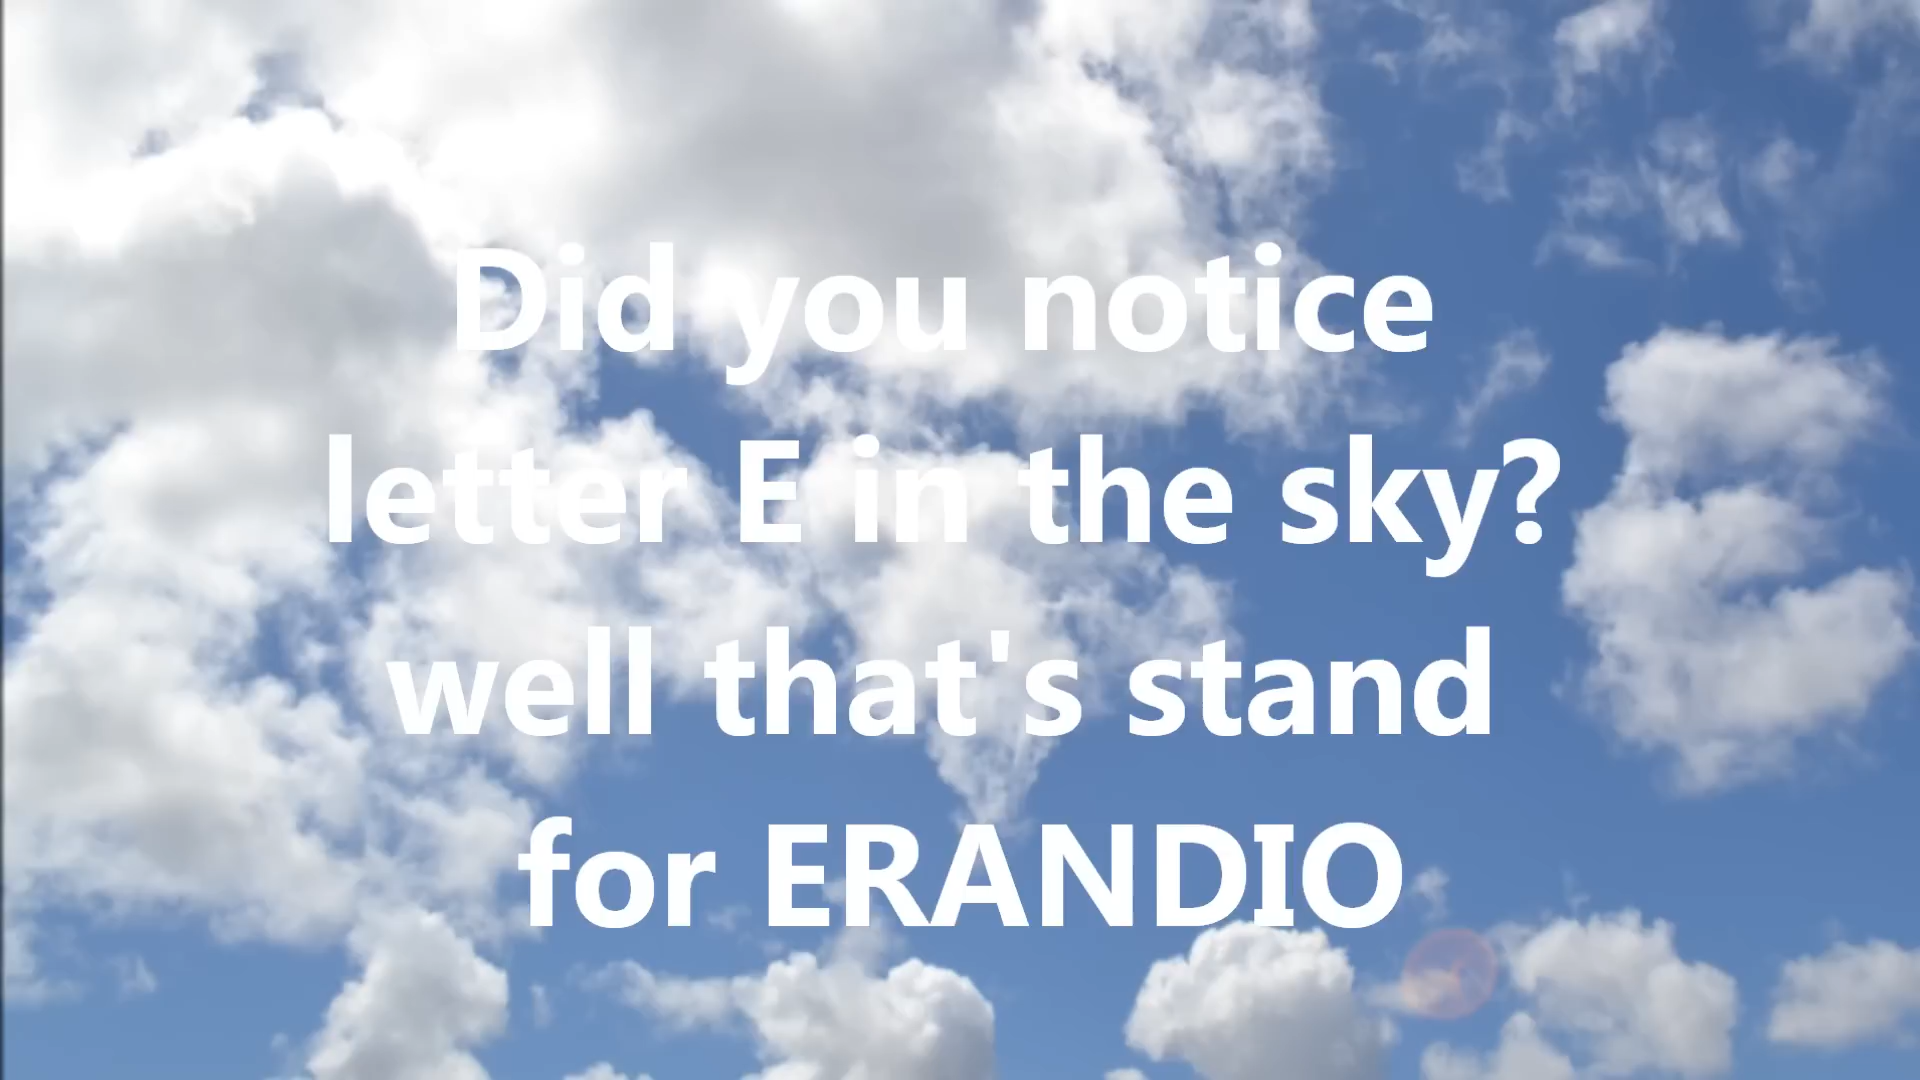 Did you notice
letter E in the sky?
well that's stand
for ERANDIO